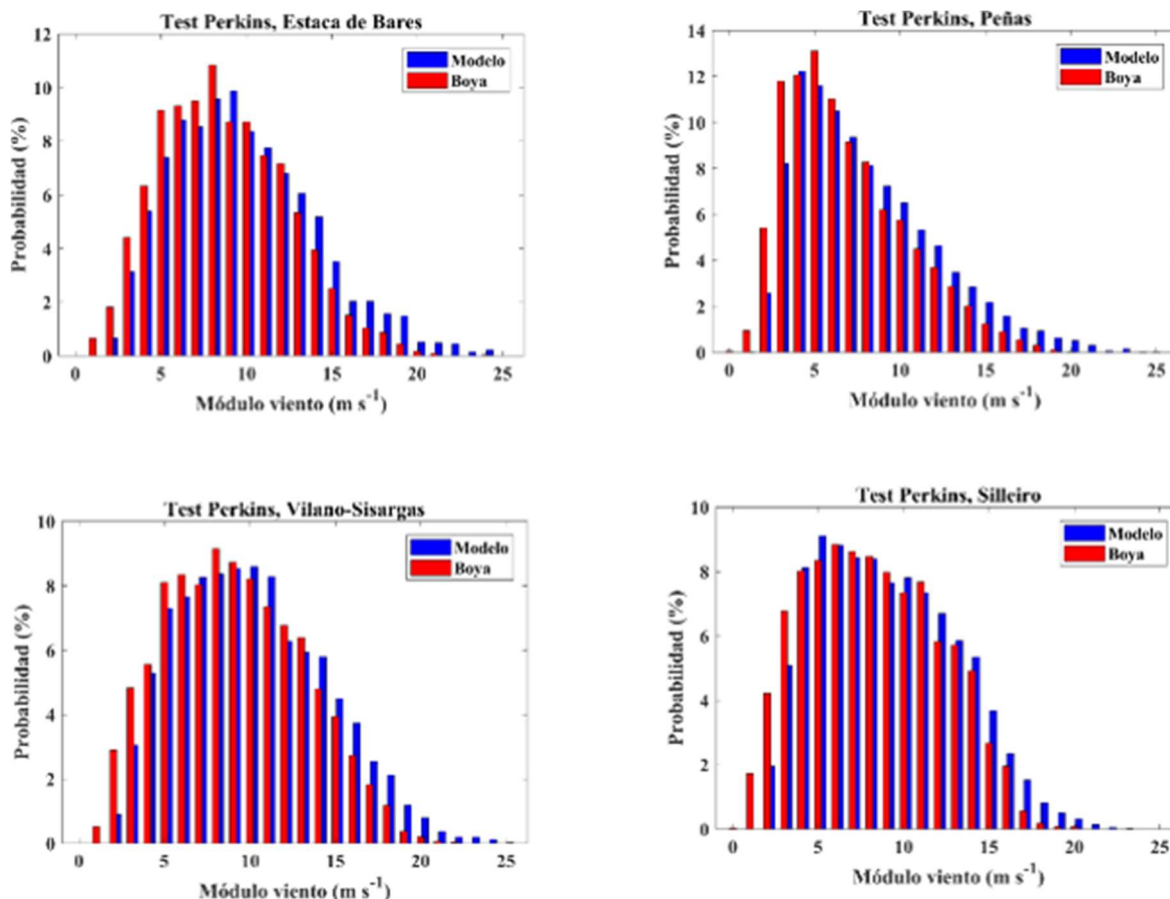 Test Perkins, Estaca de Bares
12
10
8
6
4
2
0
Probabilidad (%)
Modelo
Boya
0 5 10 15 20 25
Módulo viento (m s⁻¹)
Test Perkins, Peñas
14
12
10
8
6
4
2
0
Probabilidad (%)
Modelo
Boya
0 5 10 15 20 25
Módulo viento (m s⁻¹)
Test Perkins, Vilano-Sisargas
10
8
6
4
2
0
Probabilidad (%)
Modelo
Boya
0 5 10 15 20 25
Módulo viento (m s⁻¹)
Test Perkins, Silleiro
10
8
6
4
2
0
Probabilidad (%)
Modelo
Boya
0 5 10 15 20 25
Módulo viento (m s⁻¹)